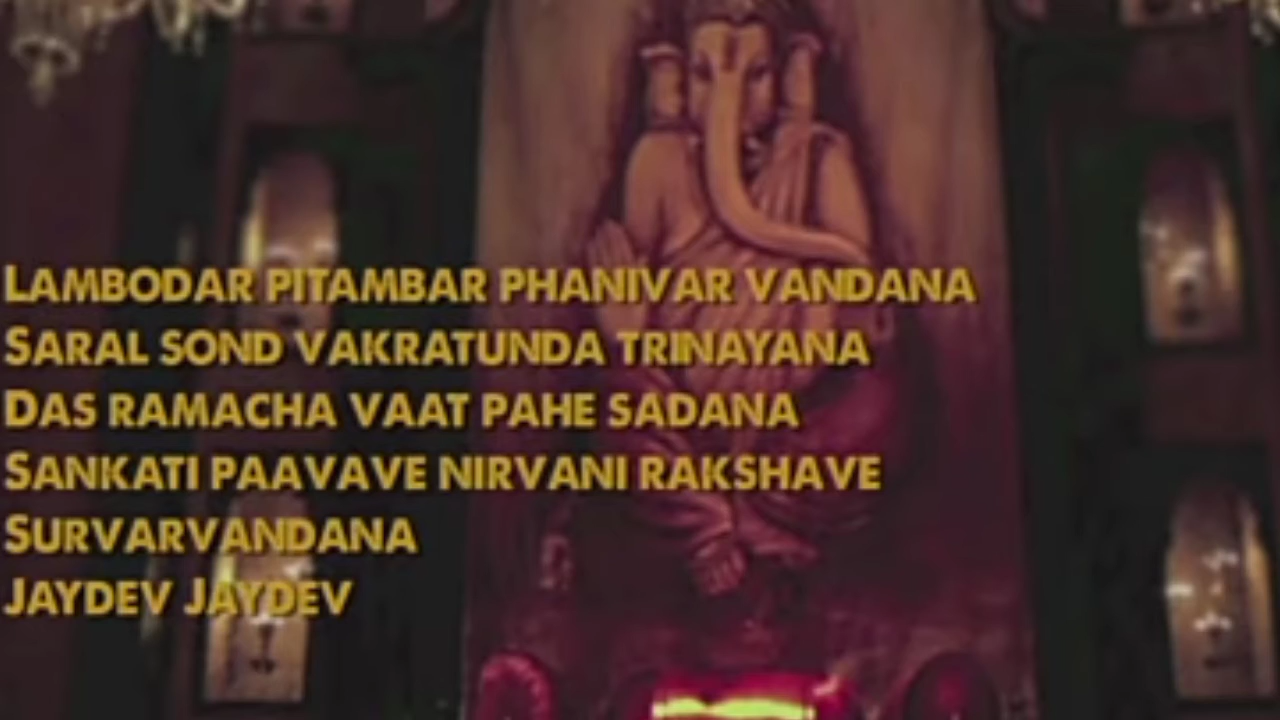 Lambodar pitambar phanivar vandana
Saral sond vakratunda trinayana
Das ramacha vaat pahe sadana
Sankati paavave nirvani rakshave
Survarvandana
Jaydev Jaydev